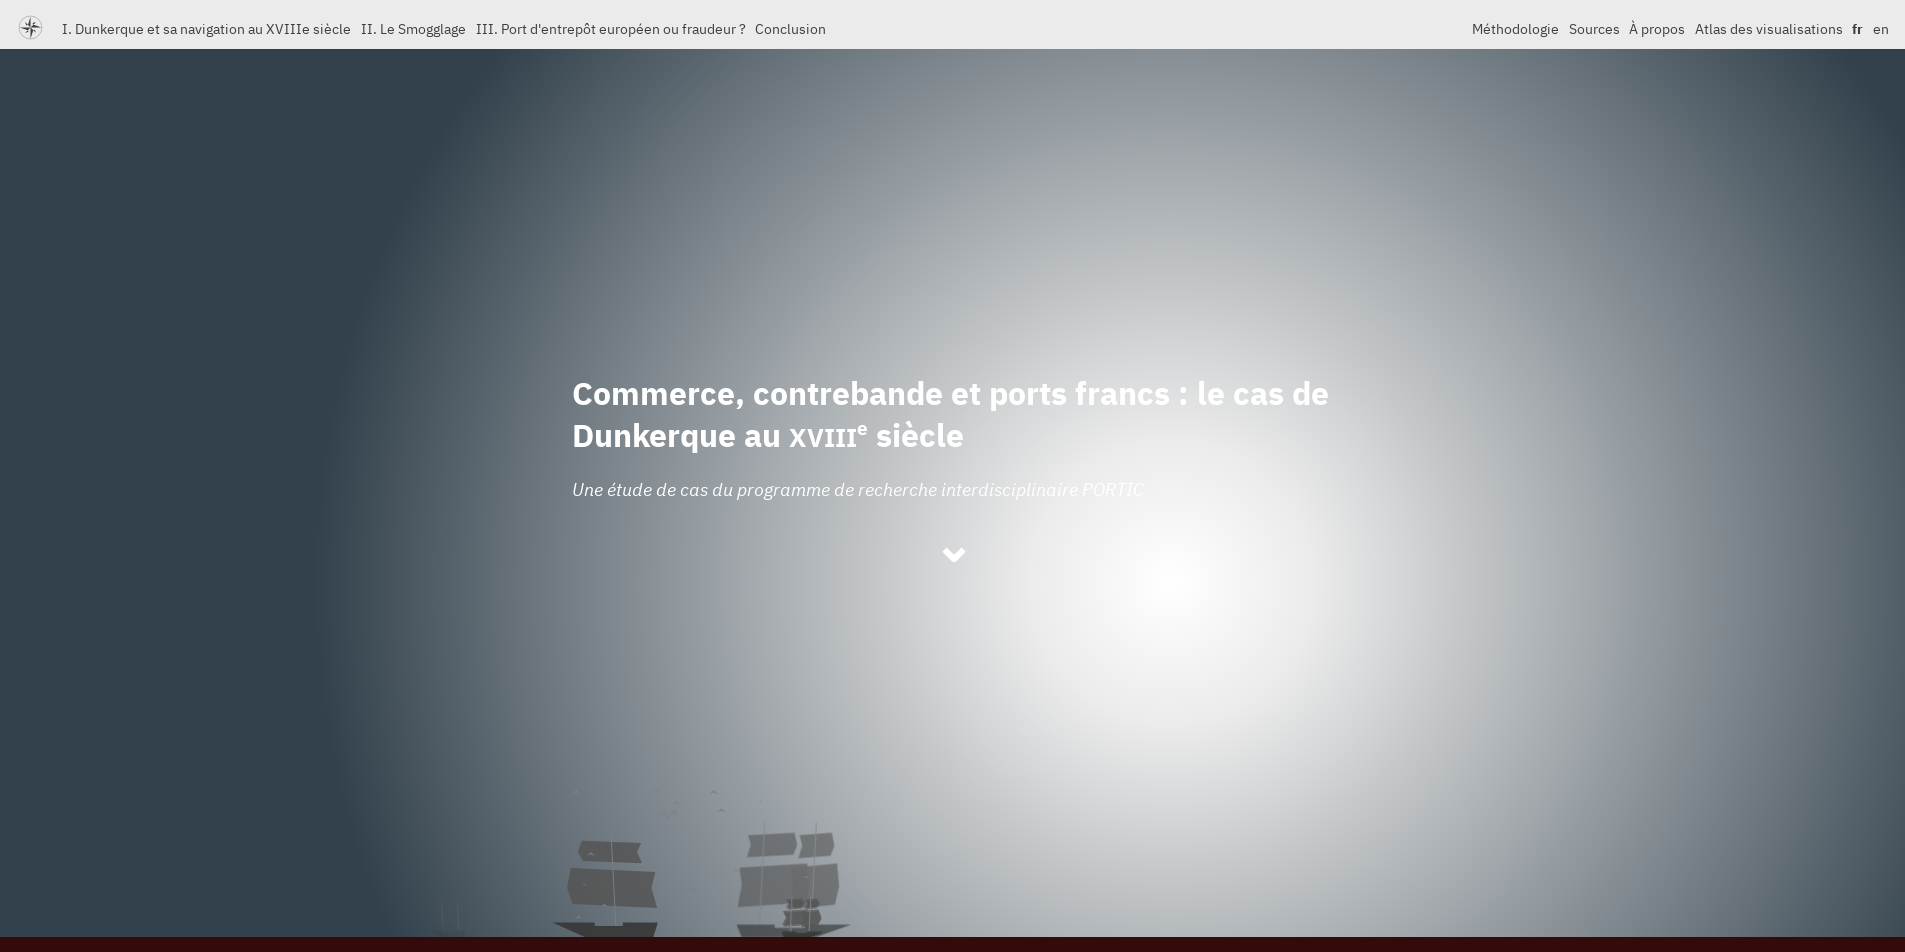 I. Dunkerque et sa navigation au XVIIIe siècle II. Le Smogglage III. Port d'entrepôt européen ou fraudeur ? Conclusion Méthodologie Sources À propos Atlas des visualisations fr en
Commerce, contrebande et ports francs : le cas de
Dunkerque au XVIIIe siècle
Une étude de cas du programme de recherche interdisciplinaire PORTIC